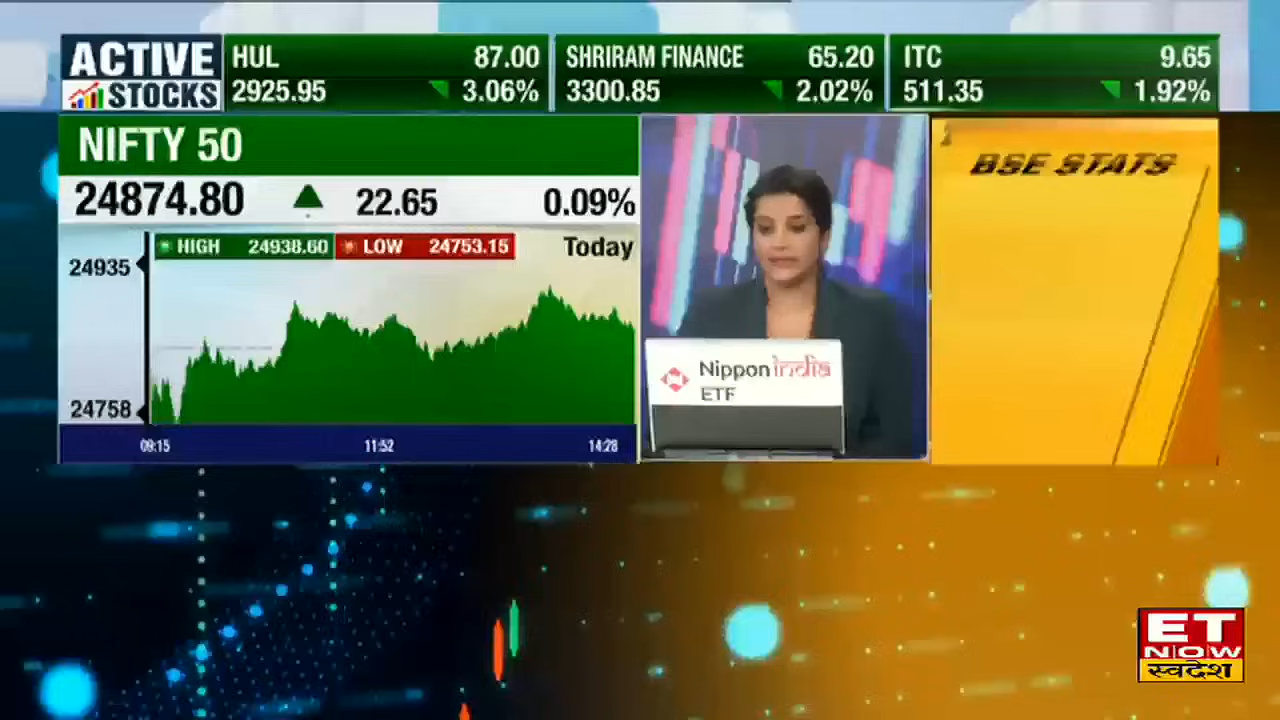 ACTIVE
STOCKS
HUL 87.00
2925.95 3.06%
SHRIRAM FINANCE 65.20
3300.85 2.02%
ITC 9.65
511.35 1.92%
NIFTY 50
24874.80 22.65 0.09%
HIGH 24938.60 LOW 24753.15 Today
24935
24758
09:15 11:52 14:28
Nippon india
ETF
BSE STATS
ET
NOW
स्वदेश